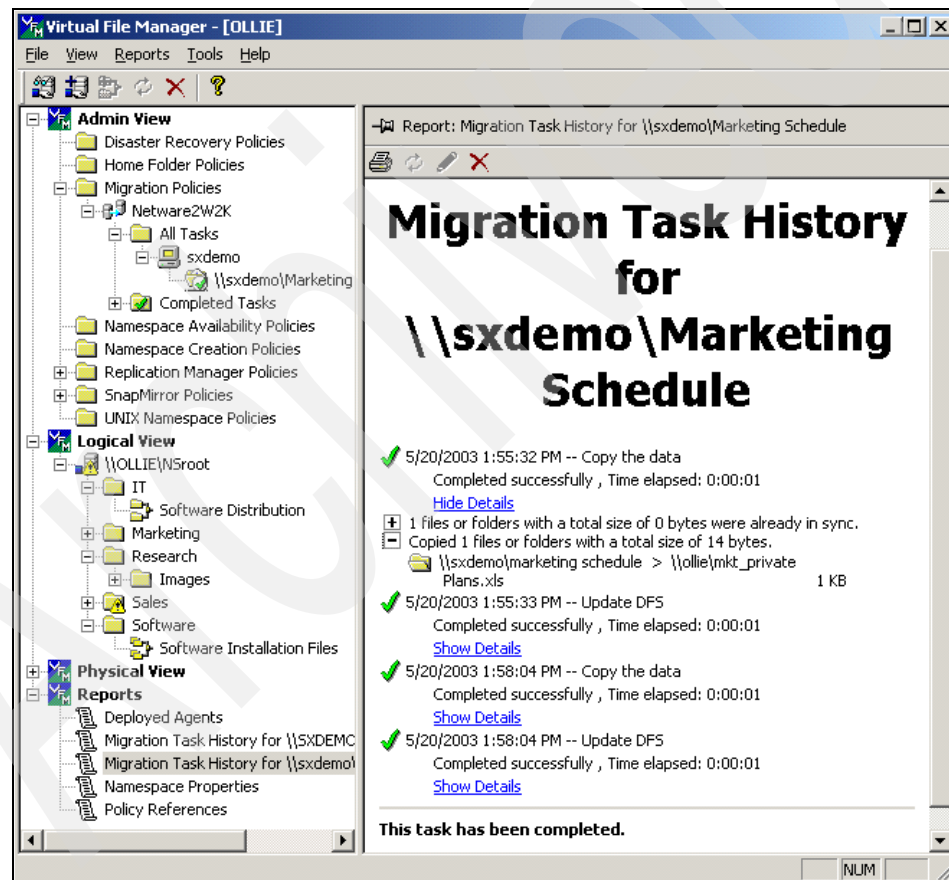 Virtual File Manager - [OLLIE]
File View Reports Tools Help
Admin View
Disaster Recovery Policies
Home Folder Policies
Migration Policies
Netware2W2K
All Tasks
sxdemo
\\sxdemo\Marketing
Completed Tasks
Namespace Availability Policies
Namespace Creation Policies
Replication Manager Policies
SnapMirror Policies
UNIX Namespace Policies
Logical View
\\OLLIE\NSroot
IT
Software Distribution
Marketing
Research
Images
Sales
Software
Software Installation Files
Physical View
Reports
Deployed Agents
Migration Task History for \\SXDEMO
Migration Task History for \\sxdemo\
Namespace Properties
Policy References
Report: Migration Task History for \\sxdemo\Marketing Schedule
Migration Task History
for
\\sxdemo\Marketing
Schedule
5/20/2003 1:55:32 PM -- Copy the data
Completed successfully , Time elapsed: 0:00:01
Hide Details
1 files or folders with a total size of 0 bytes were already in sync.
Copied 1 files or folders with a total size of 14 bytes.
\\sxdemo\marketing schedule > \\ollie\mkt_private
Plans.xls 1 KB
5/20/2003 1:55:33 PM -- Update DFS
Completed successfully , Time elapsed: 0:00:01
Show Details
5/20/2003 1:58:04 PM -- Copy the data
Completed successfully , Time elapsed: 0:00:01
Show Details
5/20/2003 1:58:04 PM -- Update DFS
Completed successfully , Time elapsed: 0:00:01
Show Details
This task has been completed.
NUM